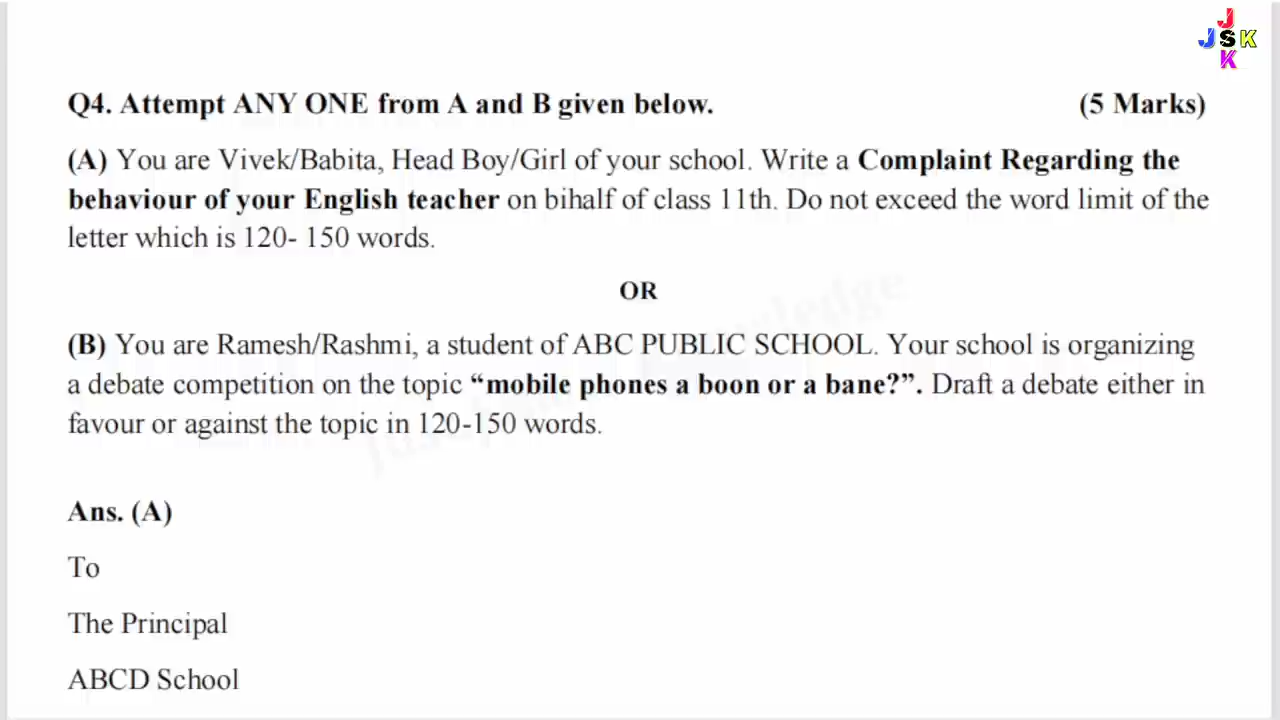 J
JSK
K
Q4. Attempt ANY ONE from A and B given below. (5 Marks)
(A) You are Vivek/Babita, Head Boy/Girl of your school. Write a Complaint Regarding the
behaviour of your English teacher on bihalf of class 11th. Do not exceed the word limit of the
letter which is 120- 150 words.
OR
(B) You are Ramesh/Rashmi, a student of ABC PUBLIC SCHOOL. Your school is organizing
a debate competition on the topic “mobile phones a boon or a bane?”. Draft a debate either in
favour or against the topic in 120-150 words.
Ans. (A)
To
The Principal
ABCD School